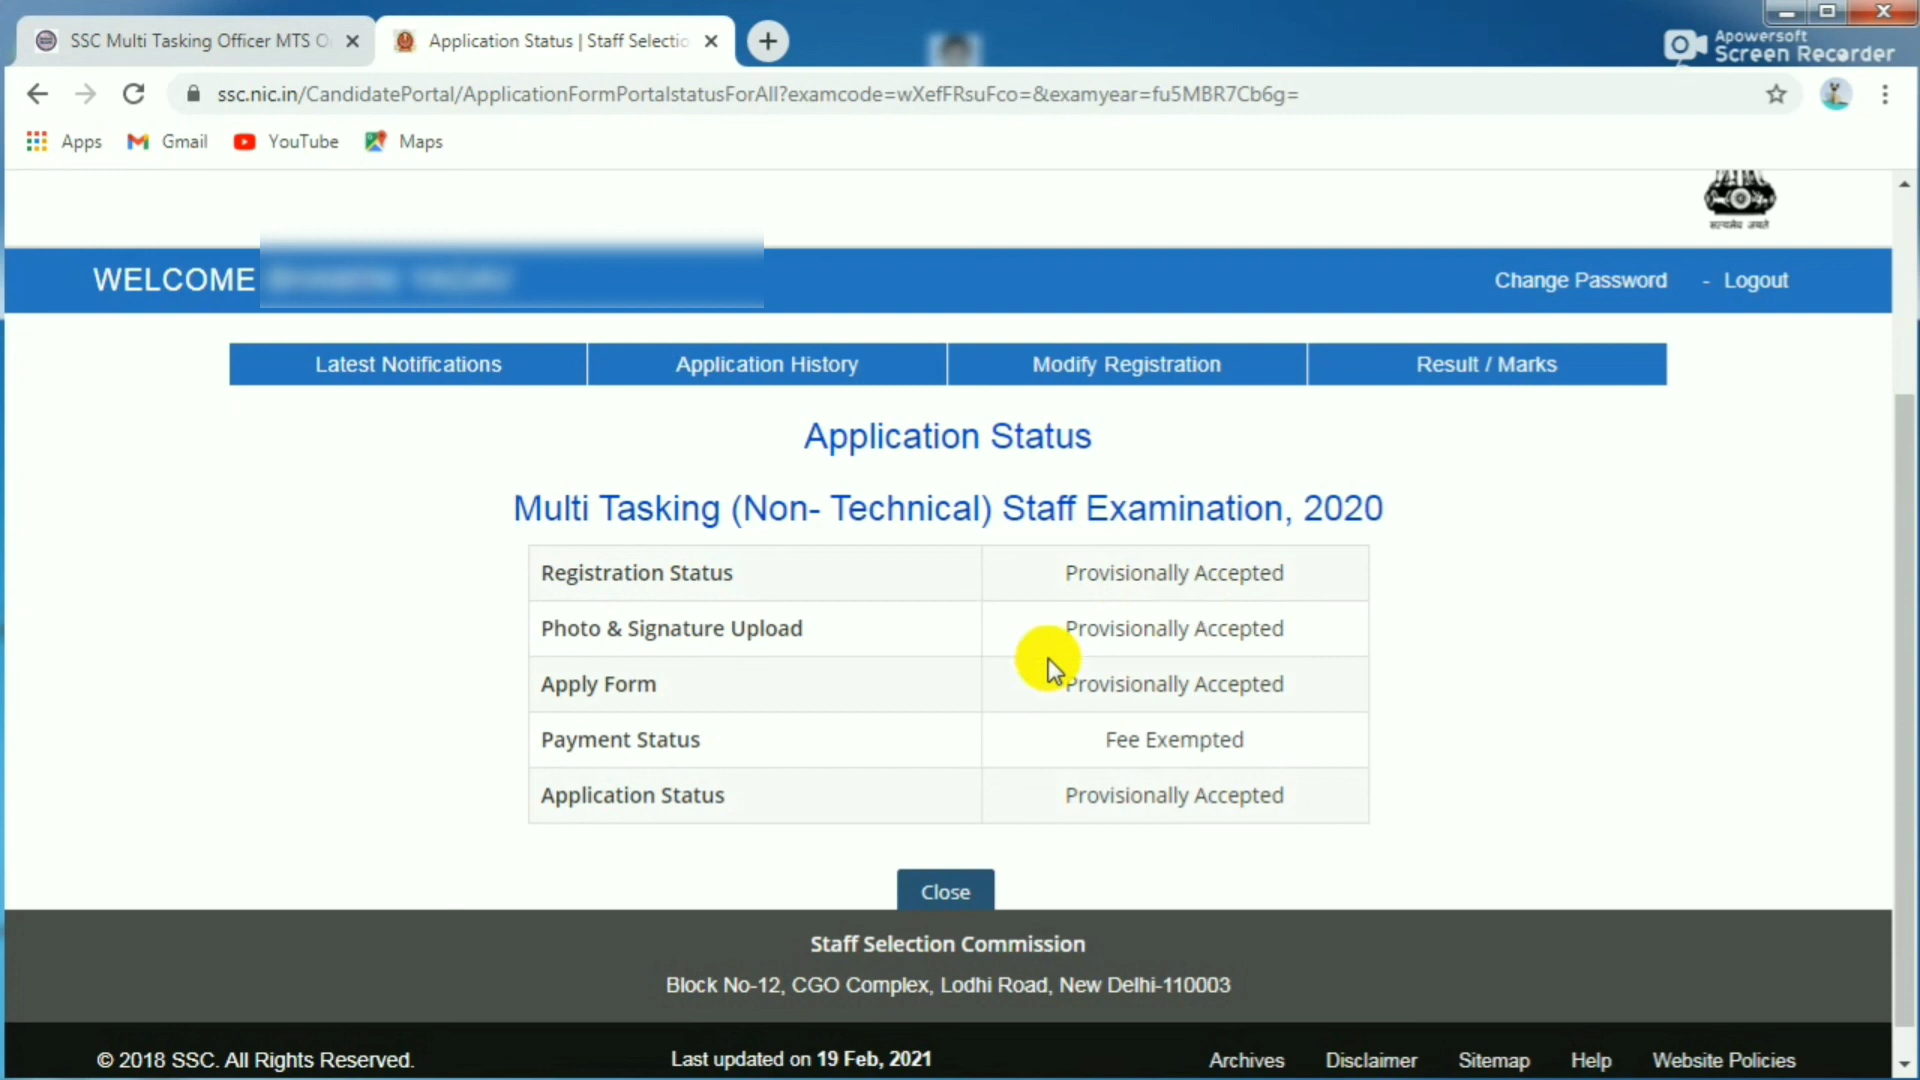 SSC Multi Tasking Officer MTS O
Application Status | Staff Selectio
Apowersoft
Screen Recorder
ssc.nic.in/CandidatePortal/ApplicationFormPortalstatusForAll?examcode=wXefFRsuFco=&examyear=fu5MBR7Cb6g=
Apps Gmail YouTube Maps
सत्यमेव जयते
WELCOME
Change Password - Logout
Latest Notifications Application History Modify Registration Result / Marks
Application Status
Multi Tasking (Non- Technical) Staff Examination, 2020
Registration Status Provisionally Accepted
Photo & Signature Upload Provisionally Accepted
Apply Form Provisionally Accepted
Payment Status Fee Exempted
Application Status Provisionally Accepted
Close
Staff Selection Commission
Block No-12, CGO Complex, Lodhi Road, New Delhi-110003
© 2018 SSC. All Rights Reserved. Last updated on 19 Feb, 2021 Archives Disclaimer Sitemap Help Website Policies